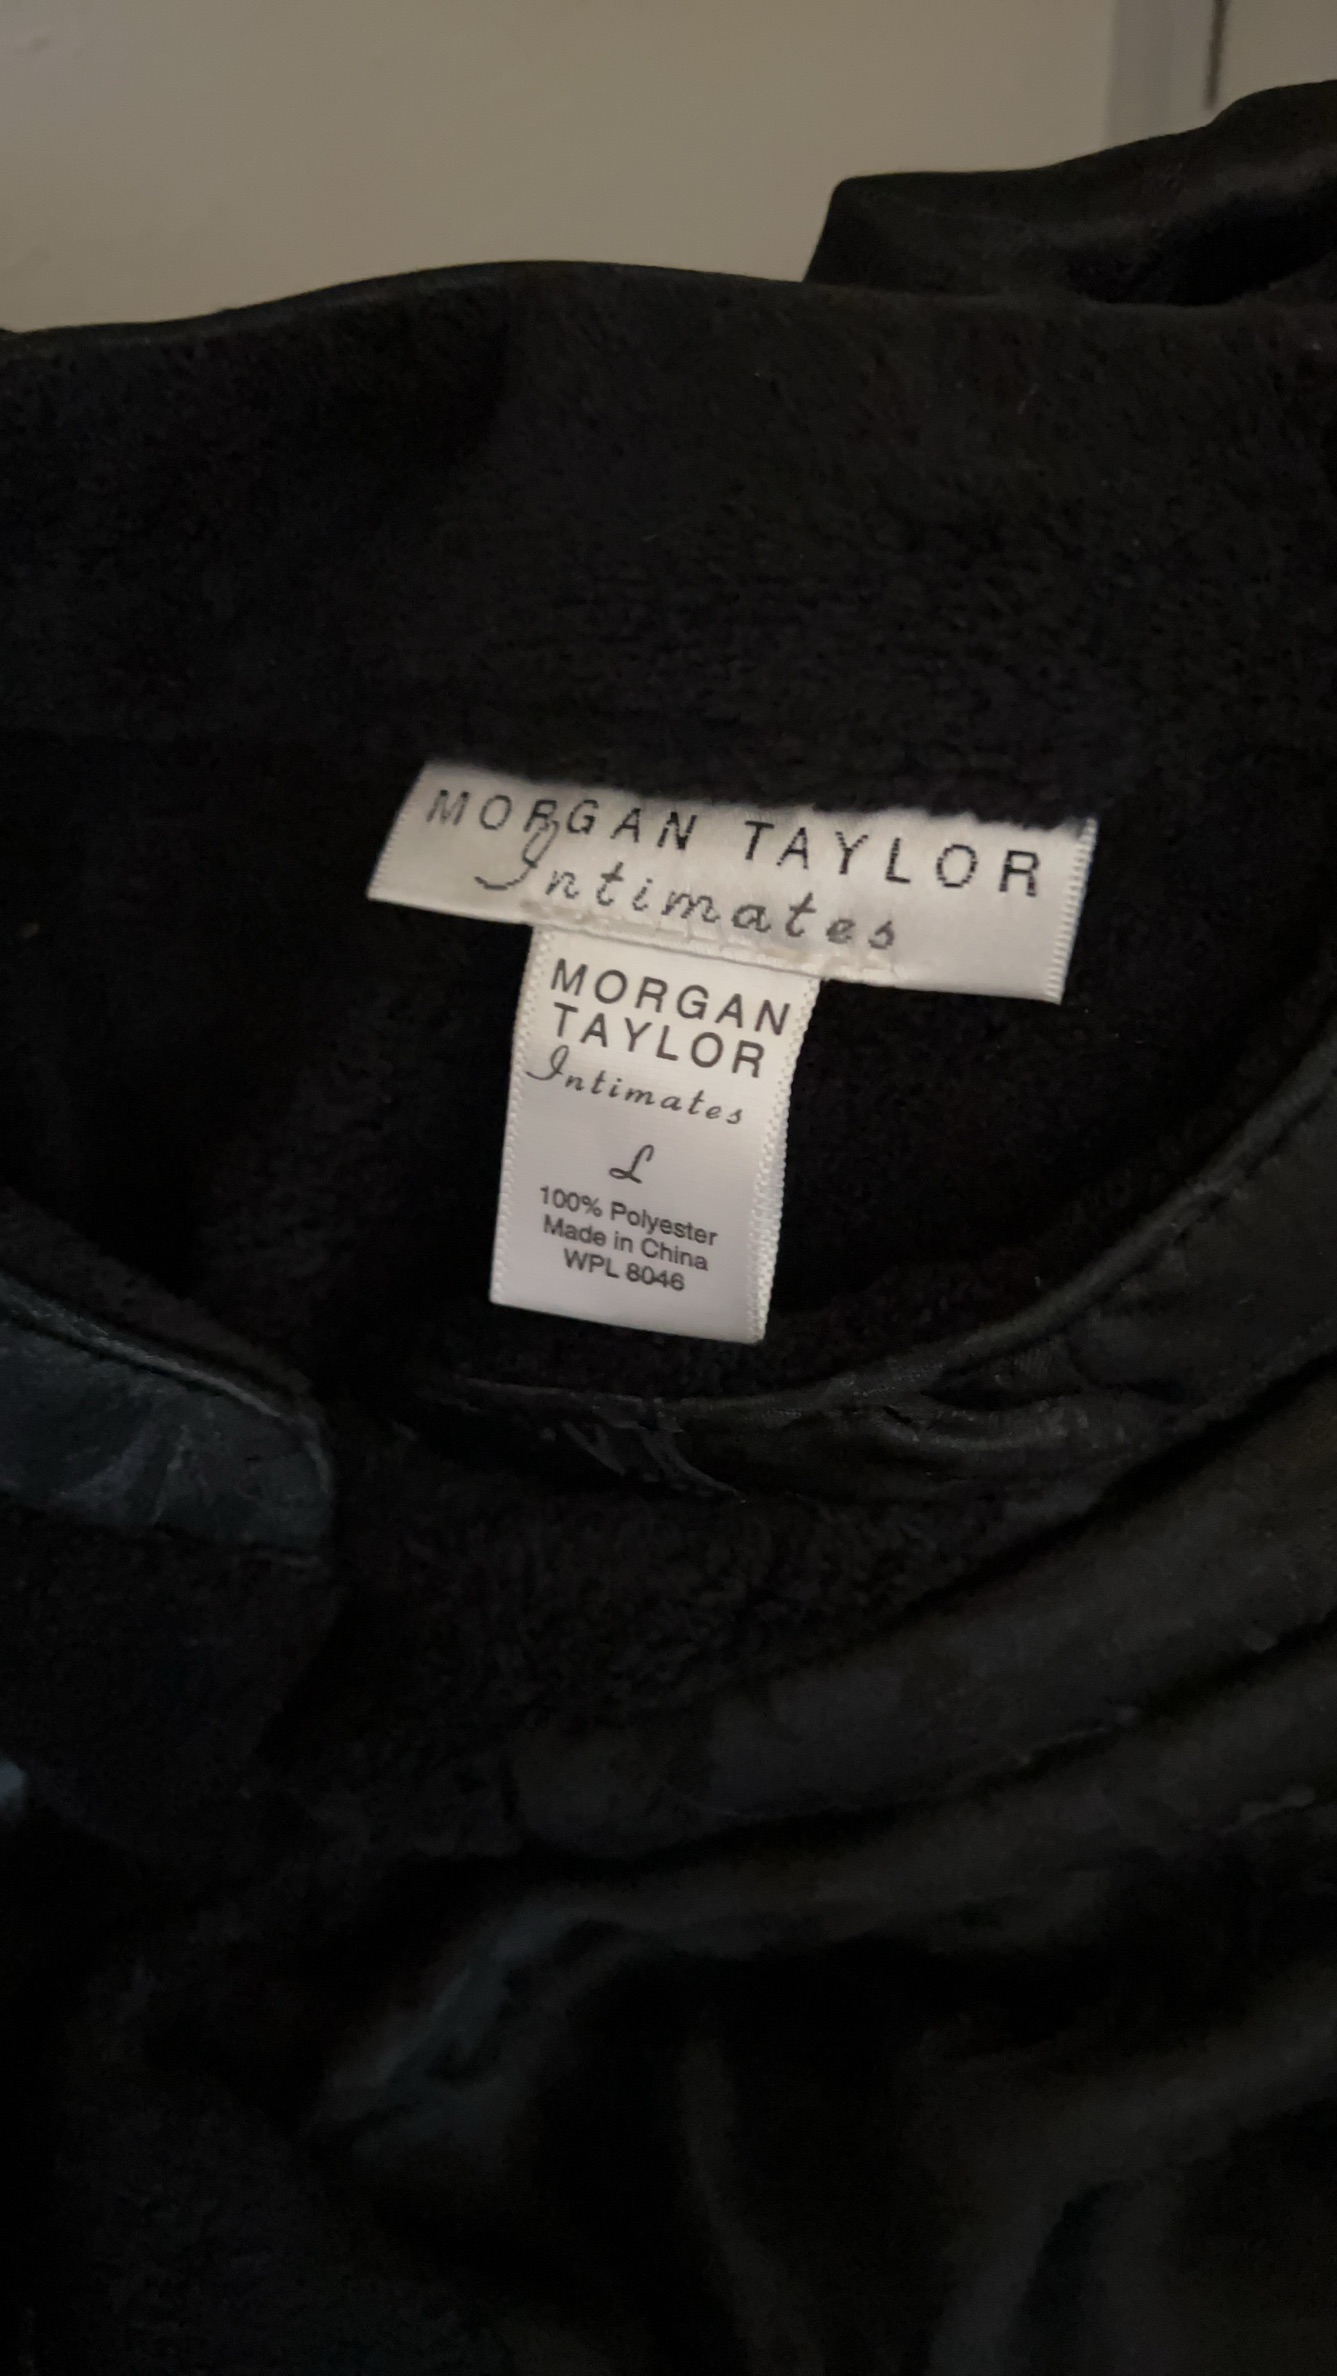 MORGAN TAYLOR
Intimates
MORGAN
TAYLOR
Intimates
L
100% Polyester
Made in China
WPL 8046